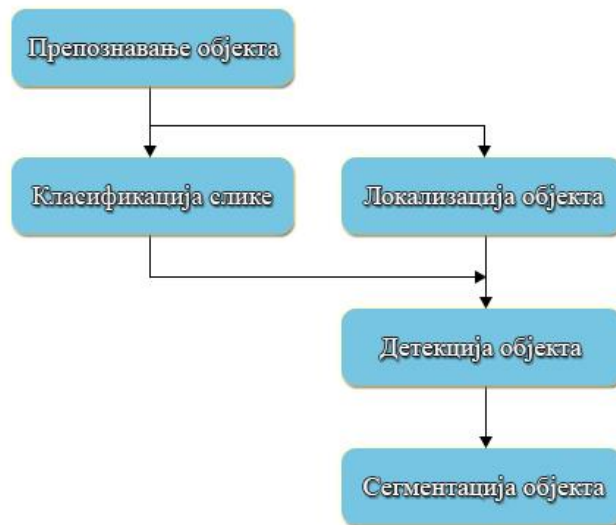 Препознавање објекта
Класификација слике
Локализација објекта
Детекција објекта
Сегментација објекта